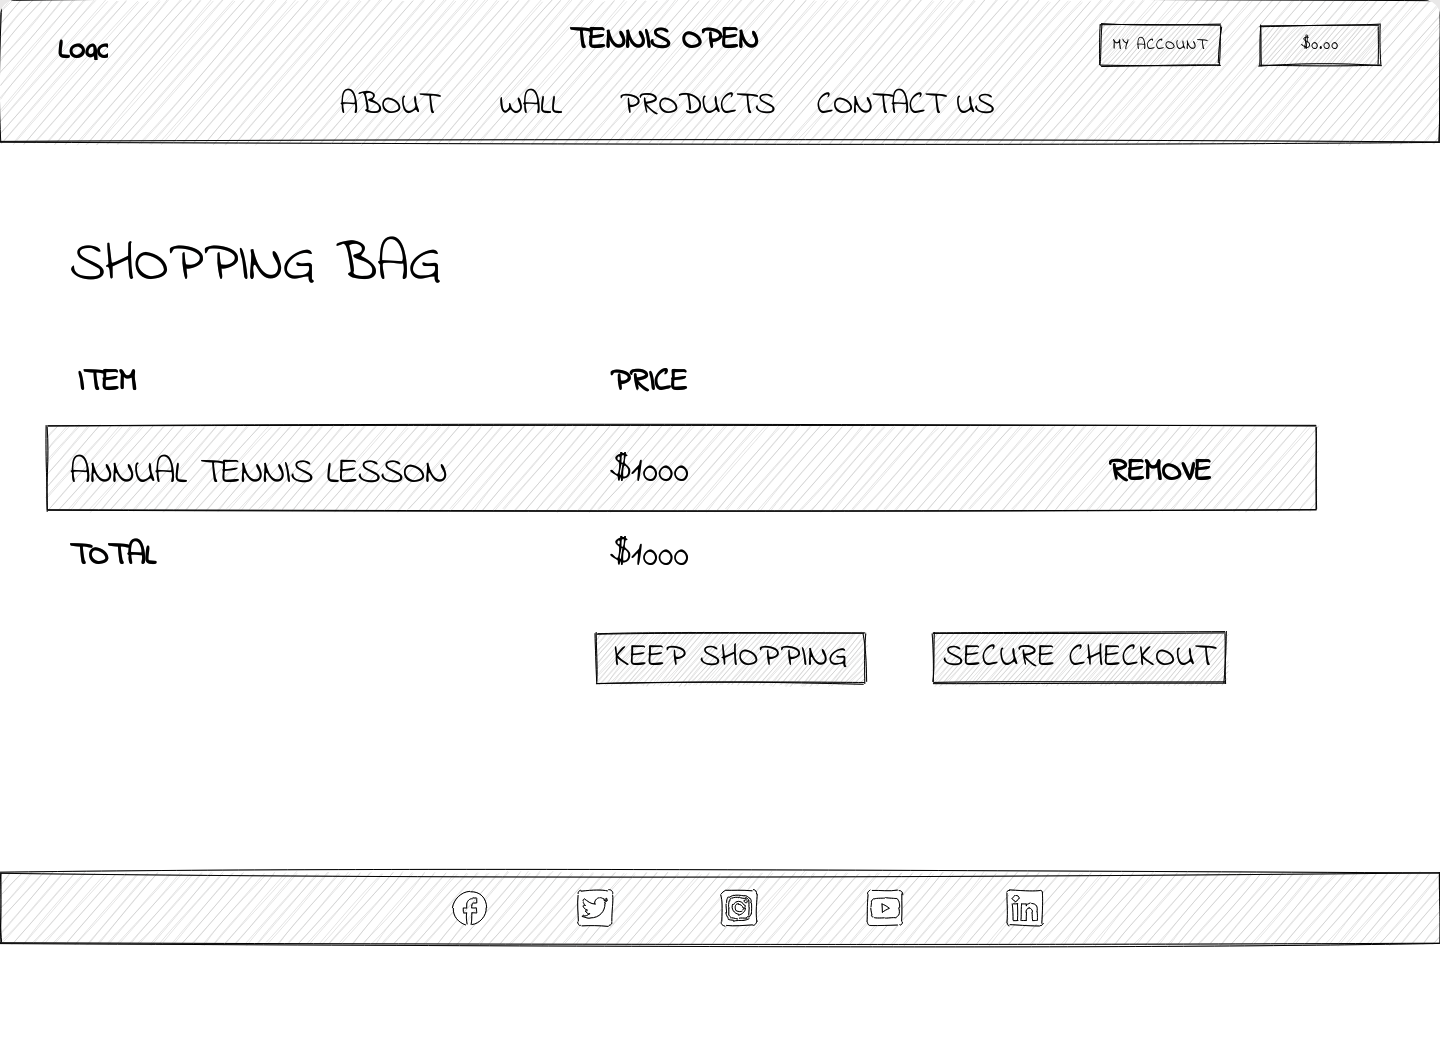 Logo
TENNIS OPEN
MY ACCOUNT
$0.00
ABOUT WALL PRODUCTS CONTACT US
SHOPPING BAG
ITEM PRICE
ANNUAL TENNIS LESSON $1000 REMOVE
TOTAL $1000
KEEP SHOPPING SECURE CHECKOUT